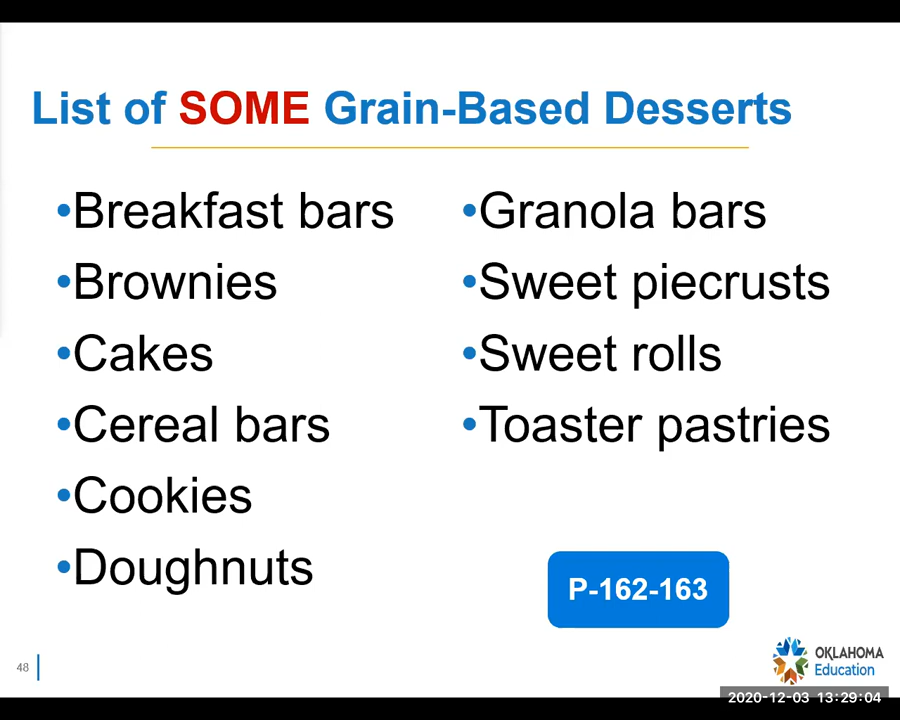 List of SOME Grain-Based Desserts
•Breakfast bars
•Brownies
•Cakes
•Cereal bars
•Cookies
•Doughnuts
•Granola bars
•Sweet piecrusts
•Sweet rolls
•Toaster pastries
P-162-163
48
OKLAHOMA
Education
2020-12-03 13:29:04